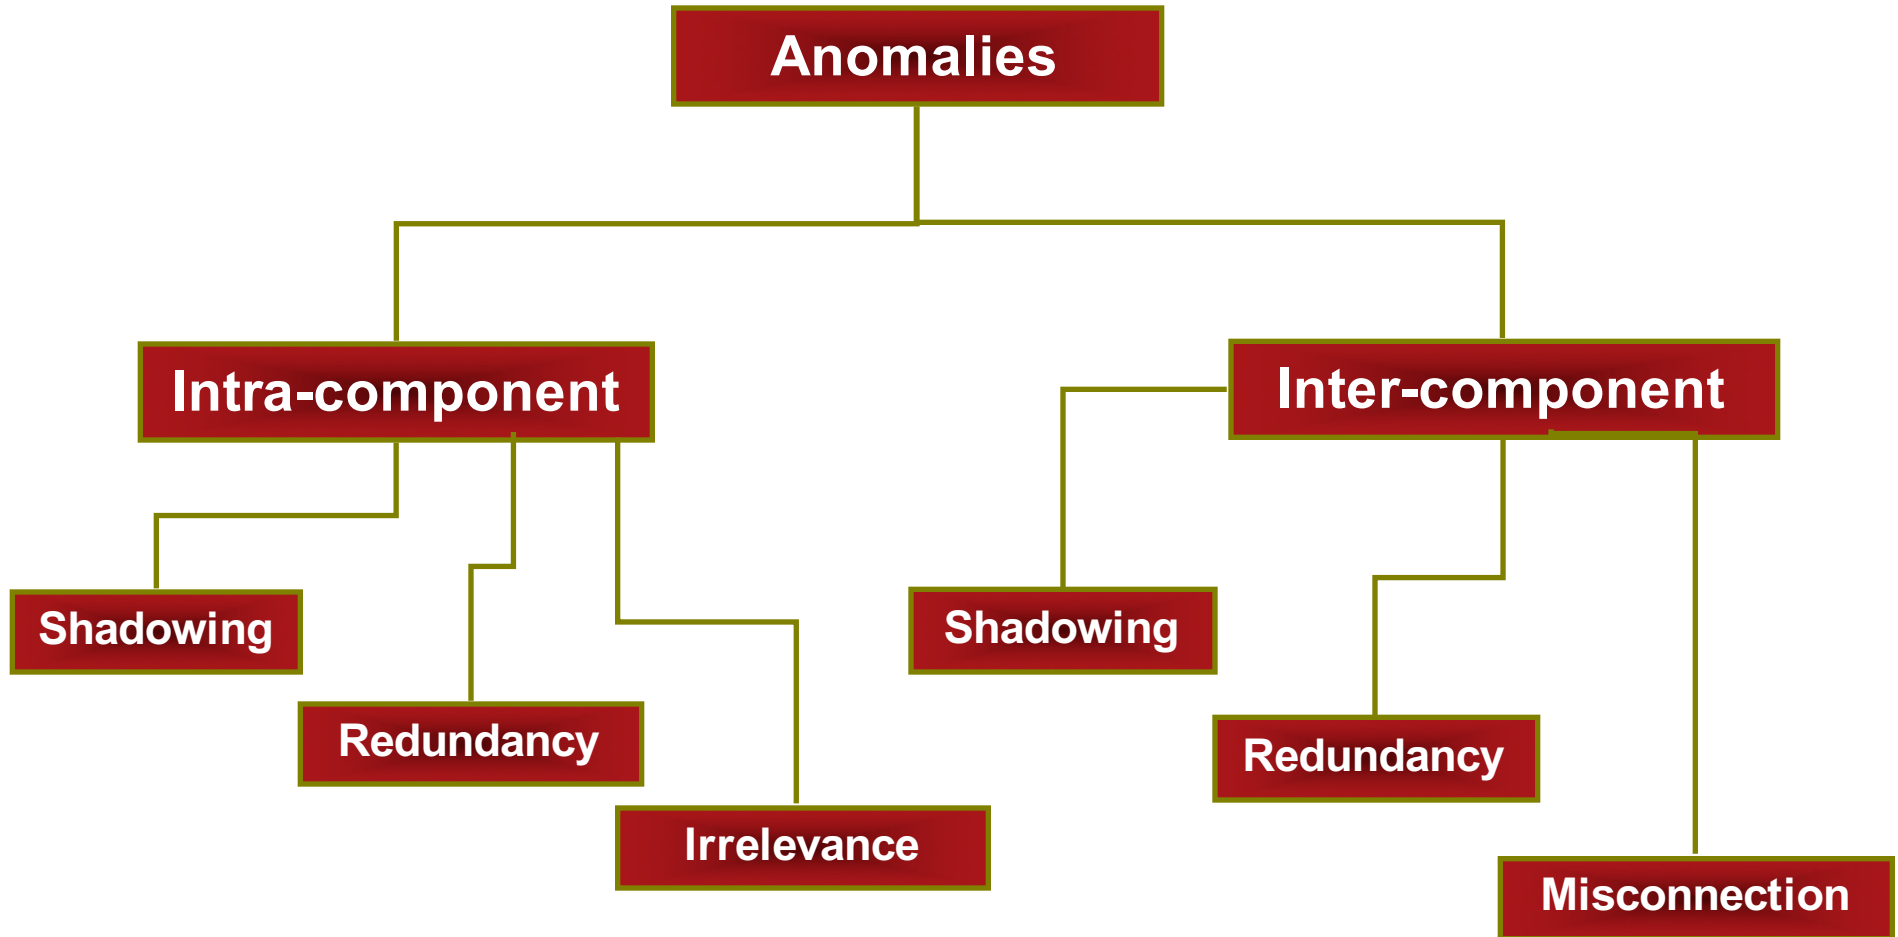 Anomalies
Intra-component
Inter-component
Shadowing
Shadowing
Redundancy
Redundancy
Irrelevance
Misconnection